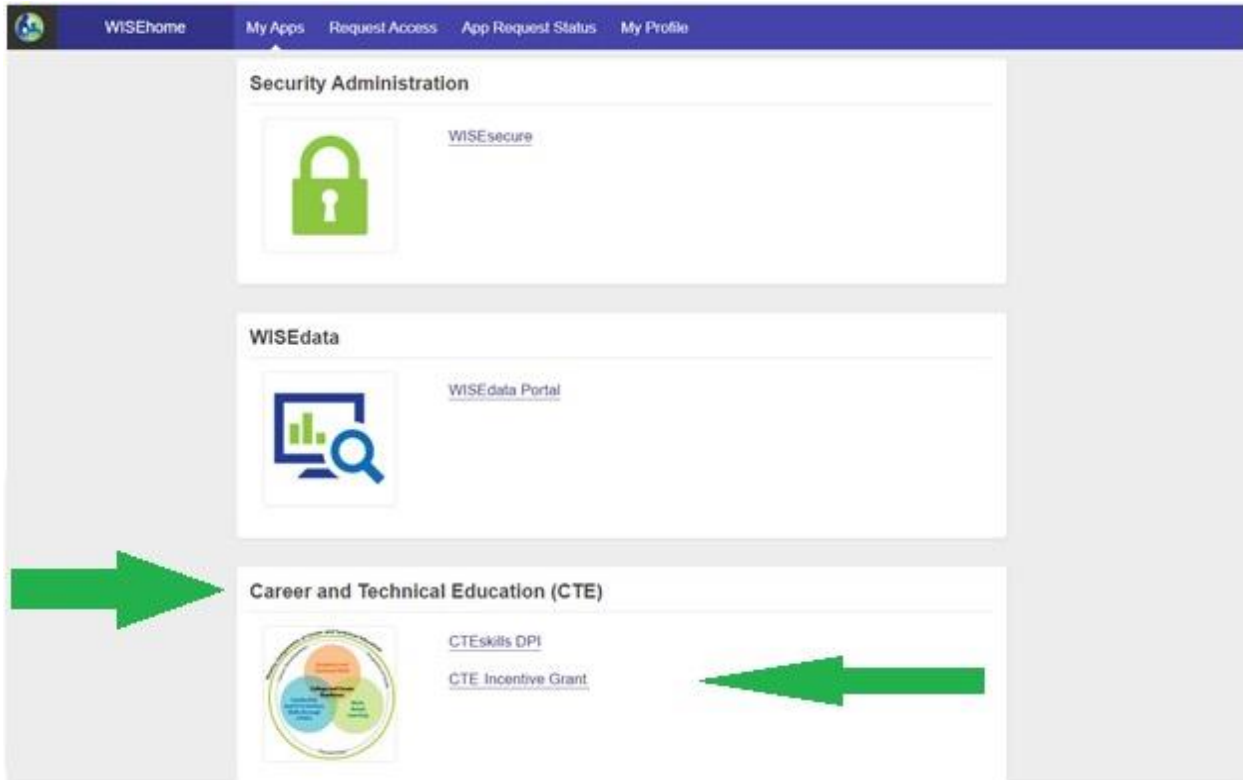 WISEhome My Apps Request Access App Request Status My Profile
Security Administration
WISEsecure
WISEdata
WISEdata Portal
Career and Technical Education (CTE)
CTEskills DPI
CTE Incentive Grant